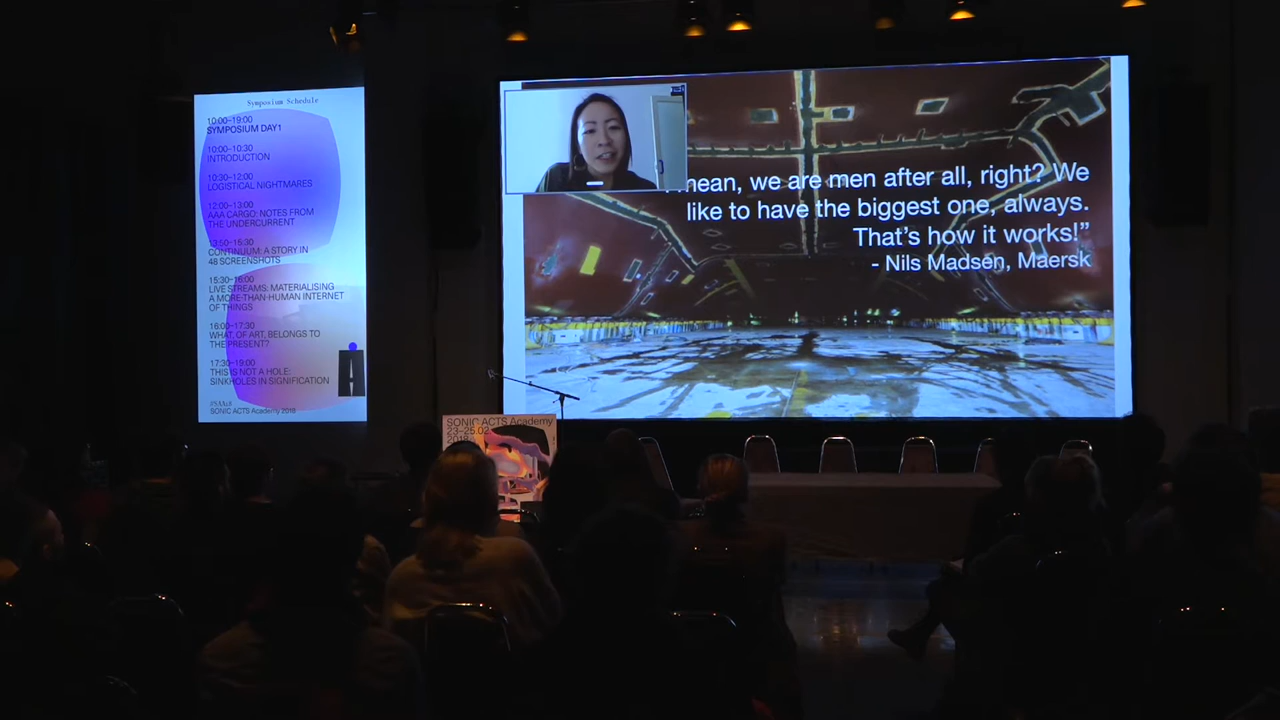 Symposium Schedule
10:00–19:00
SYMPOSIUM DAY1
10:00–10:30
INTRODUCTION
10:30–12:00
LOGISTICAL NIGHTMARES
12:00–13:00
AAA CARGO: NOTES FROM
THE UNDERCURRENT
13:50–15:30
CONTINUUM: A STORY IN
48 SCREENSHOTS
15:30–16:00
LIVE STREAMS: MATERIALISING
A MORE-THAN-HUMAN INTERNET
OF THINGS
16:00–17:30
WHAT, OF ART, BELONGS TO
THE PRESENT?
17:30–19:00
THIS IS NOT A HOLE:
SINKHOLES IN SIGNIFICATION
SONIC ACTS Academy 2018
mean, we are men after all, right? We
like to have the biggest one, always.
That's how it works!”
- Nils Madsen, Maersk
SONIC ACTS Academy
23–25.02
2018